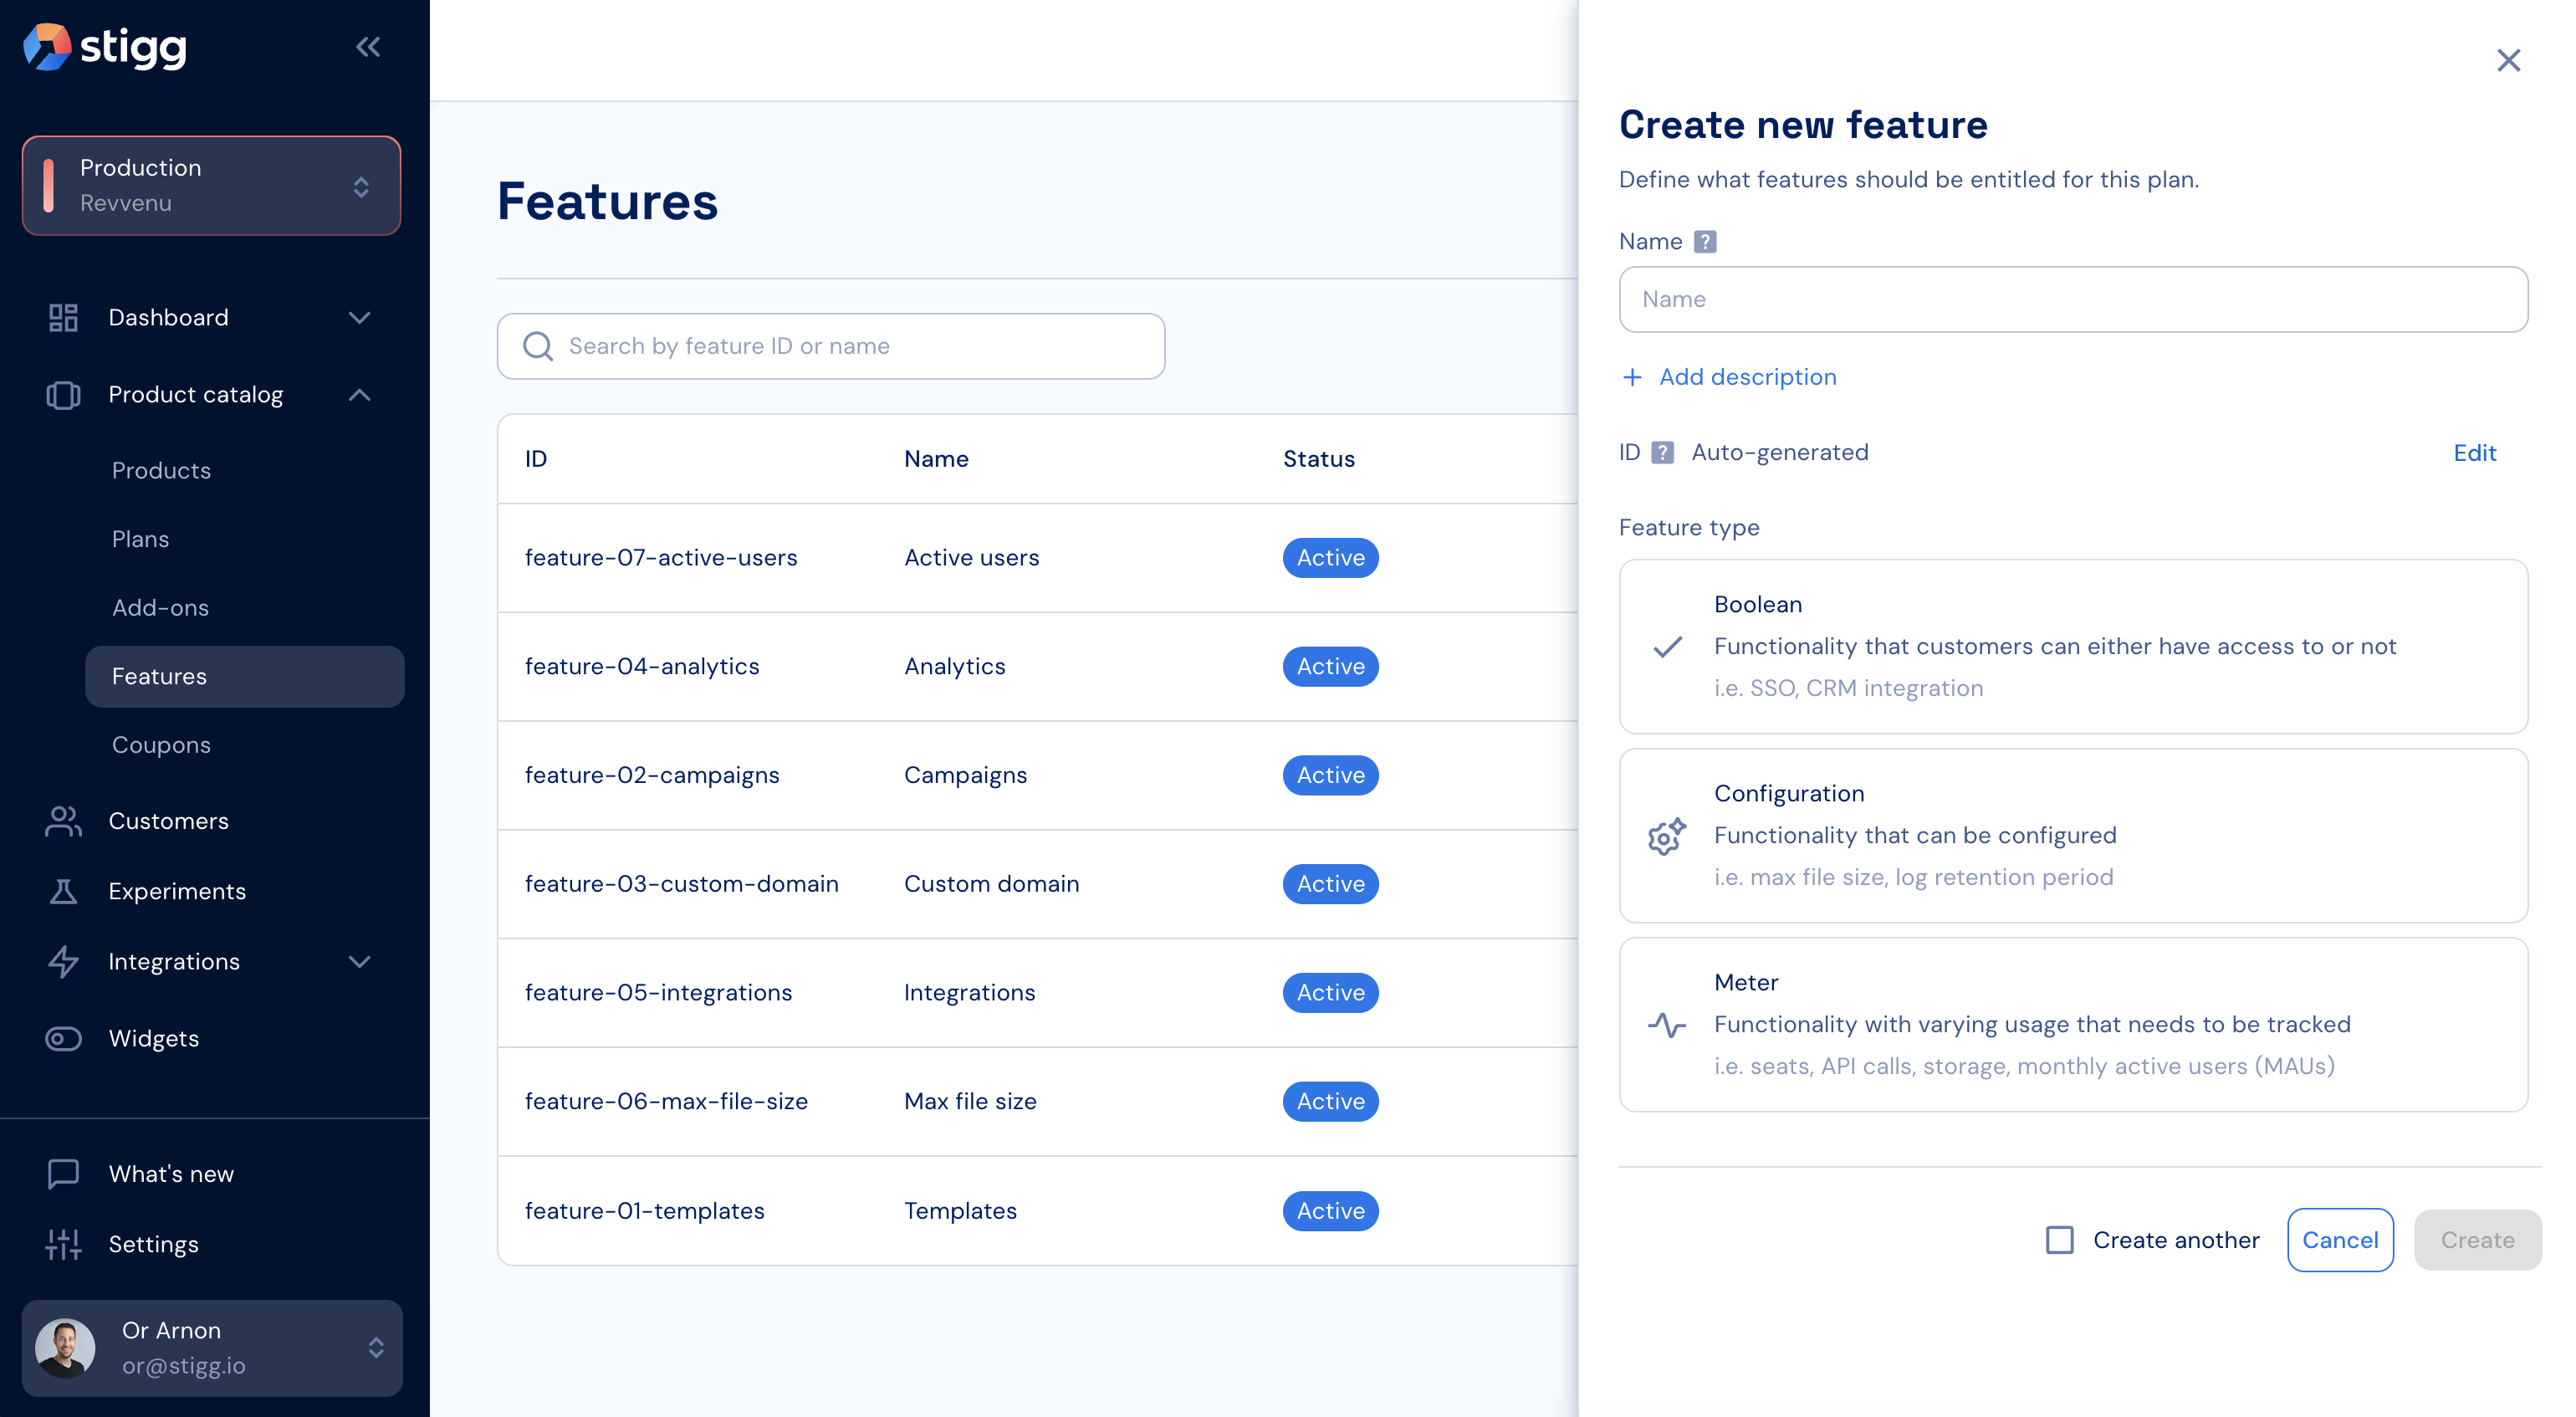 stigg
Production
Revvenu
Dashboard
Product catalog
Products
Plans
Add-ons
Features
Coupons
Customers
Experiments
Integrations
Widgets
What's new
Settings
Or Arnon
or@stigg.io
Features
Search by feature ID or name
ID Name Status
feature-07-active-users Active users Active
feature-04-analytics Analytics Active
feature-02-campaigns Campaigns Active
feature-03-custom-domain Custom domain Active
feature-05-integrations Integrations Active
feature-06-max-file-size Max file size Active
feature-01-templates Templates Active
Create new feature
Define what features should be entitled for this plan.
Name ?
Name
+ Add description
ID ? Auto-generated Edit
Feature type
Boolean
Functionality that customers can either have access to or not
i.e. SSO, CRM integration
Configuration
Functionality that can be configured
i.e. max file size, log retention period
Meter
Functionality with varying usage that needs to be tracked
i.e. seats, API calls, storage, monthly active users (MAUs)
Create another Cancel Create